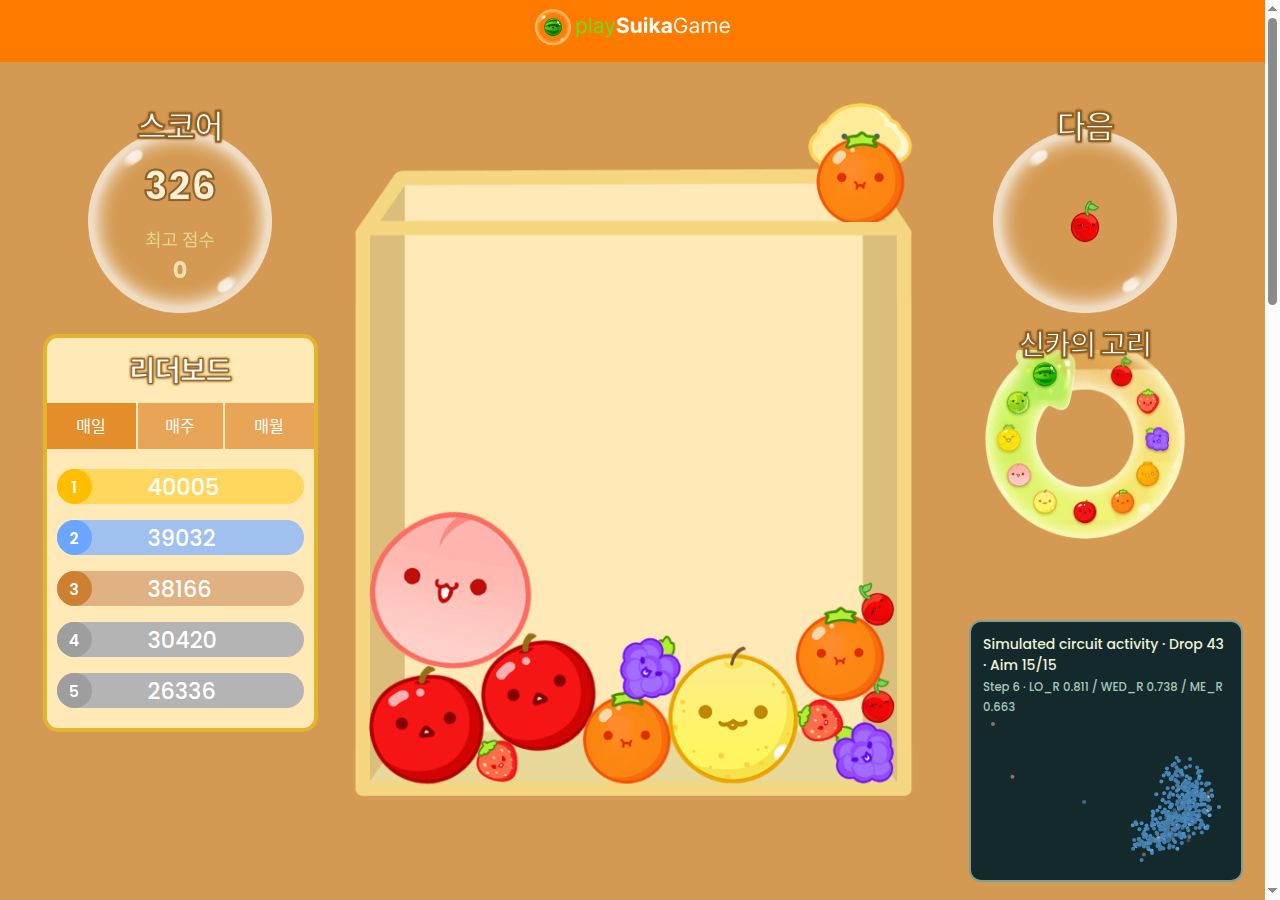 playSuikaGame
스코어
326
최고 점수
0
다음
신카의 고리
리더보드
매일 매주 매월
1 40005
2 39032
3 38166
4 30420
5 26336
Simulated circuit activity · Drop 43
· Aim 15/15
Step 6 · LO_R 0.811 / WED_R 0.738 / ME_R
0.663